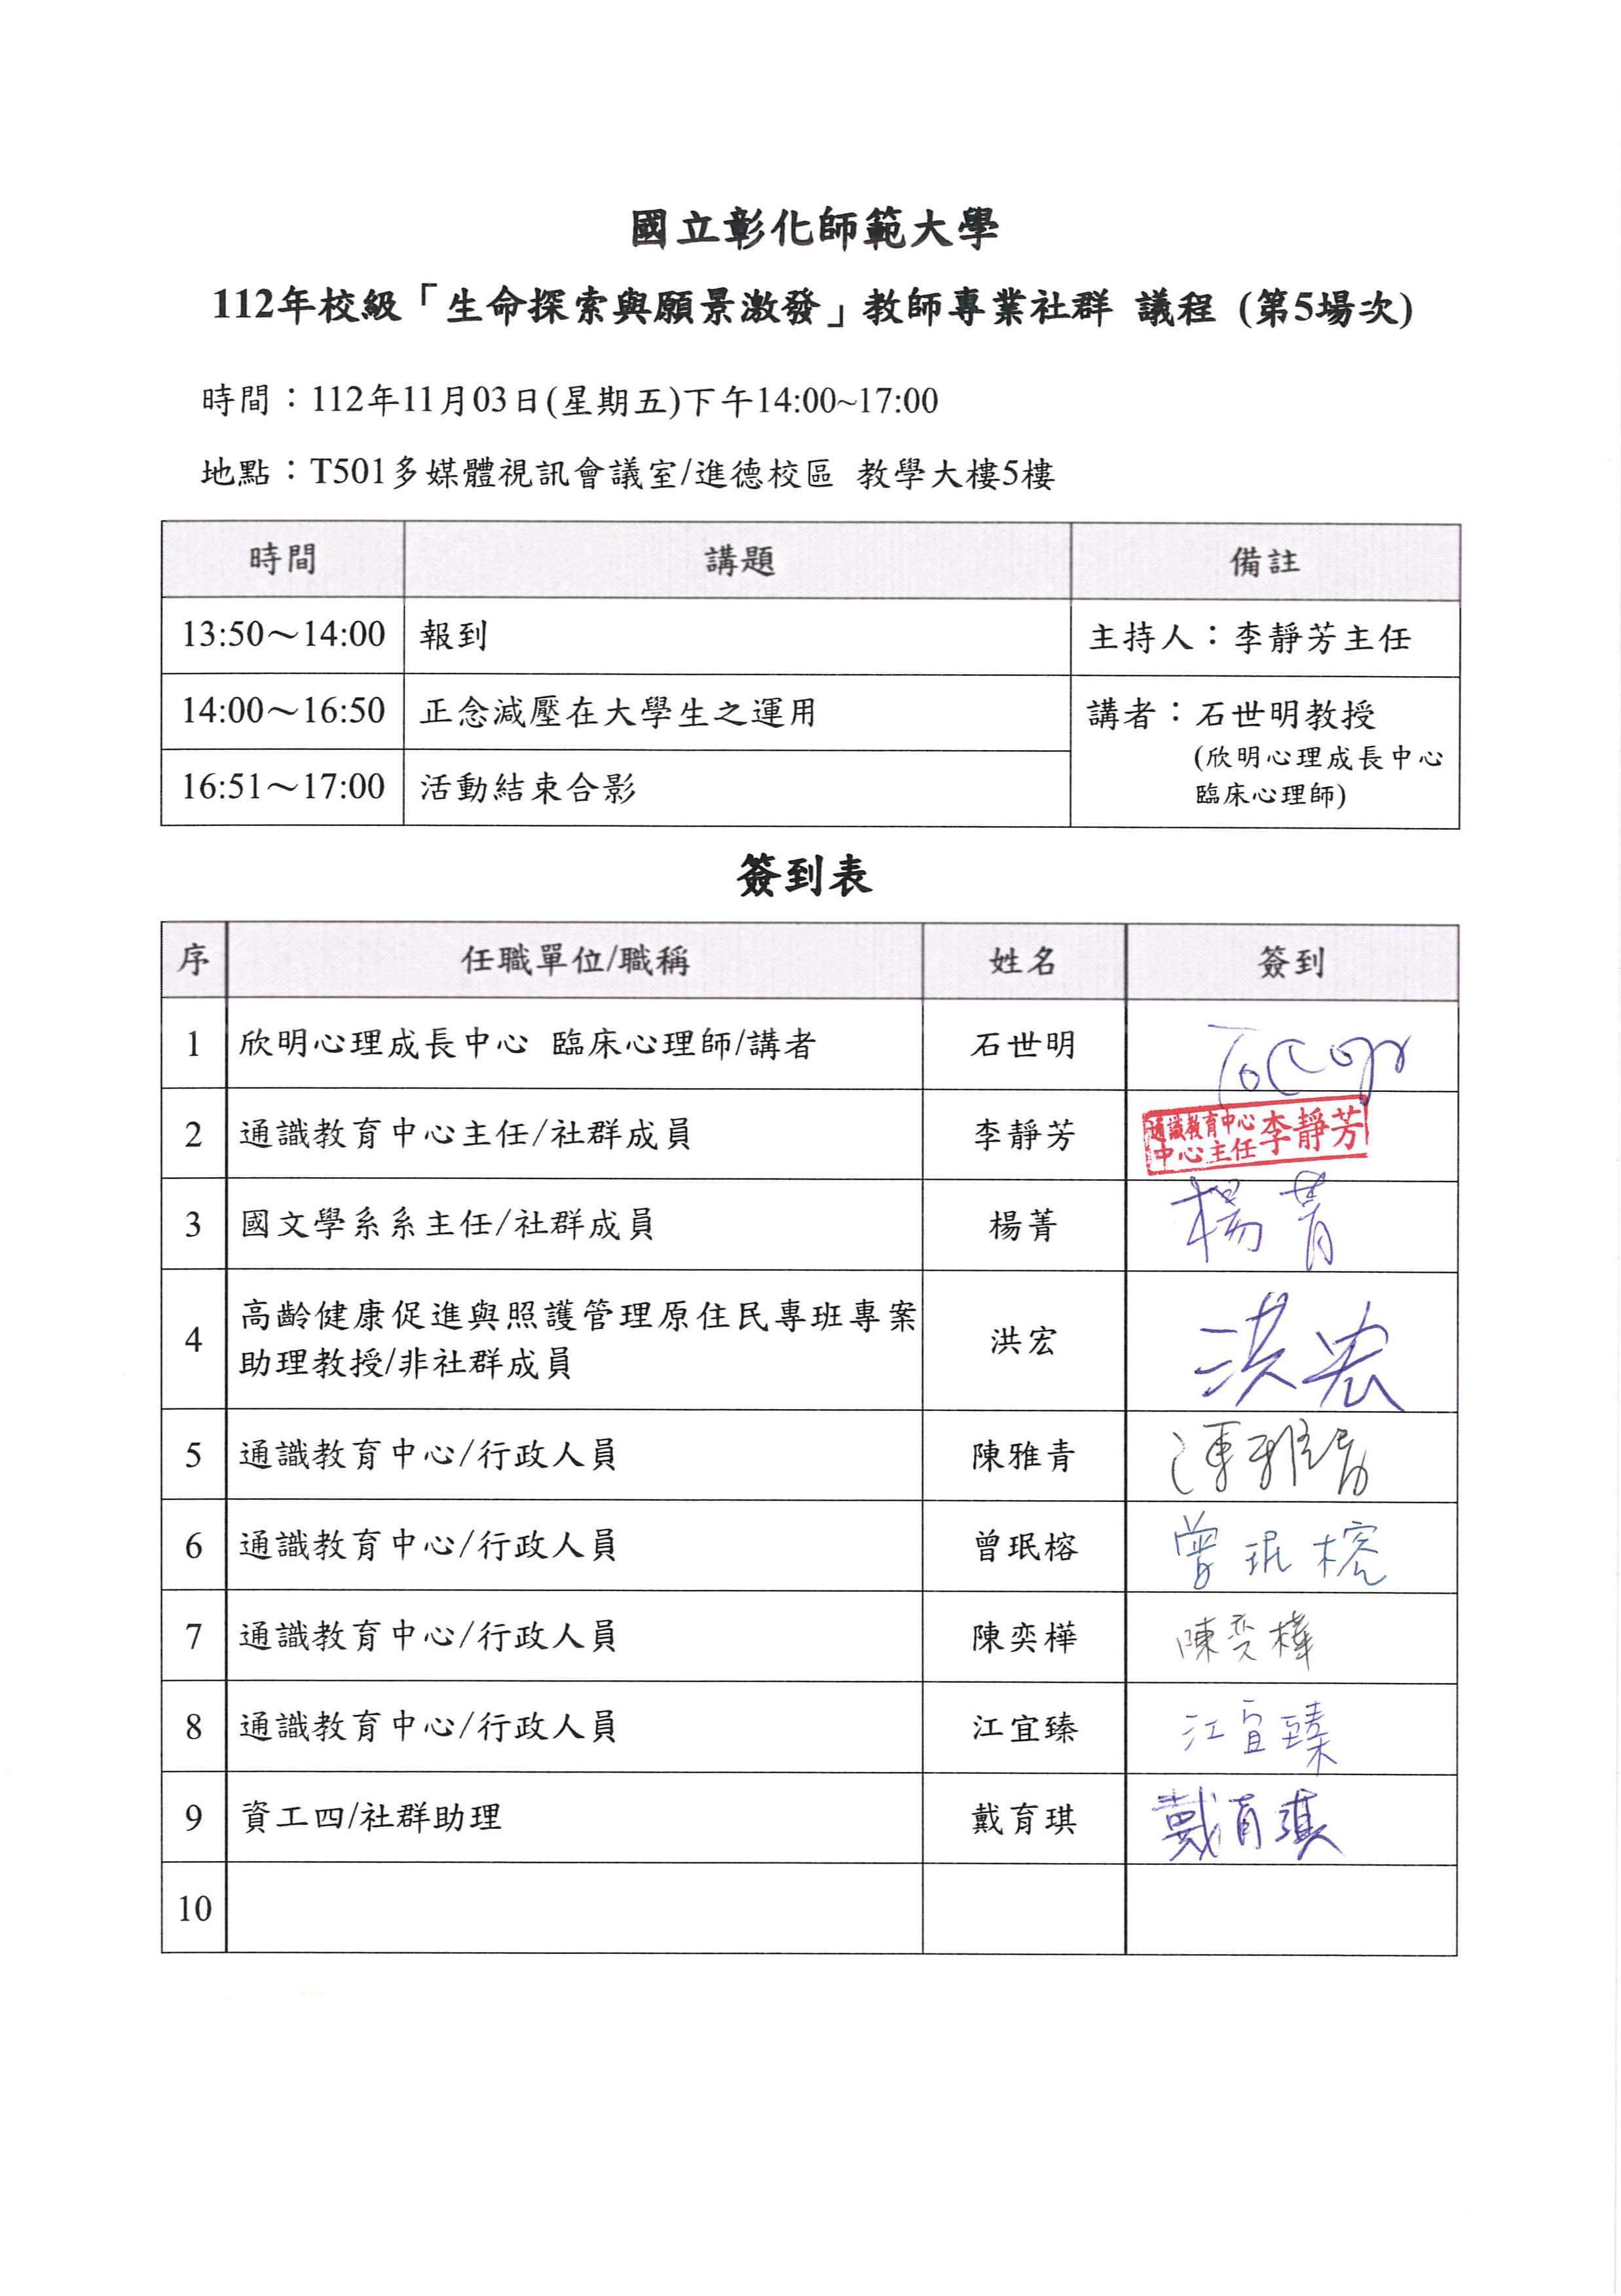 國立彰化師範大學
112年校級「生命探索與願景激發」教師專業社群 議程 (第5場次)
時間：112年11月03日(星期五)下午14:00~17:00
地點：T501多媒體視訊會議室/進德校區 教學大樓5樓
時間 講題 備註
13:50～14:00 報到 主持人：李靜芳主任
14:00～16:50 正念減壓在大學生之運用 講者：石世明教授
(欣明心理成長中心
16:51～17:00 活動結束合影 臨床心理師)
簽到表
序 任職單位/職稱 姓名 簽到
1 欣明心理成長中心 臨床心理師/講者 石世明
2 通識教育中心主任/社群成員 李靜芳 通識教育中心 中心主任 李靜芳
3 國文學系系主任/社群成員 楊菁 楊菁
4 高齡健康促進與照護管理原住民專班專案
助理教授/非社群成員 洪宏 洪宏
5 通識教育中心/行政人員 陳雅青 陳雅青
6 通識教育中心/行政人員 曾珉榕 曾珉榕
7 通識教育中心/行政人員 陳奕樺 陳奕樺
8 通識教育中心/行政人員 江宜臻 江宜臻
9 資工四/社群助理 戴育琪 戴育琪
10